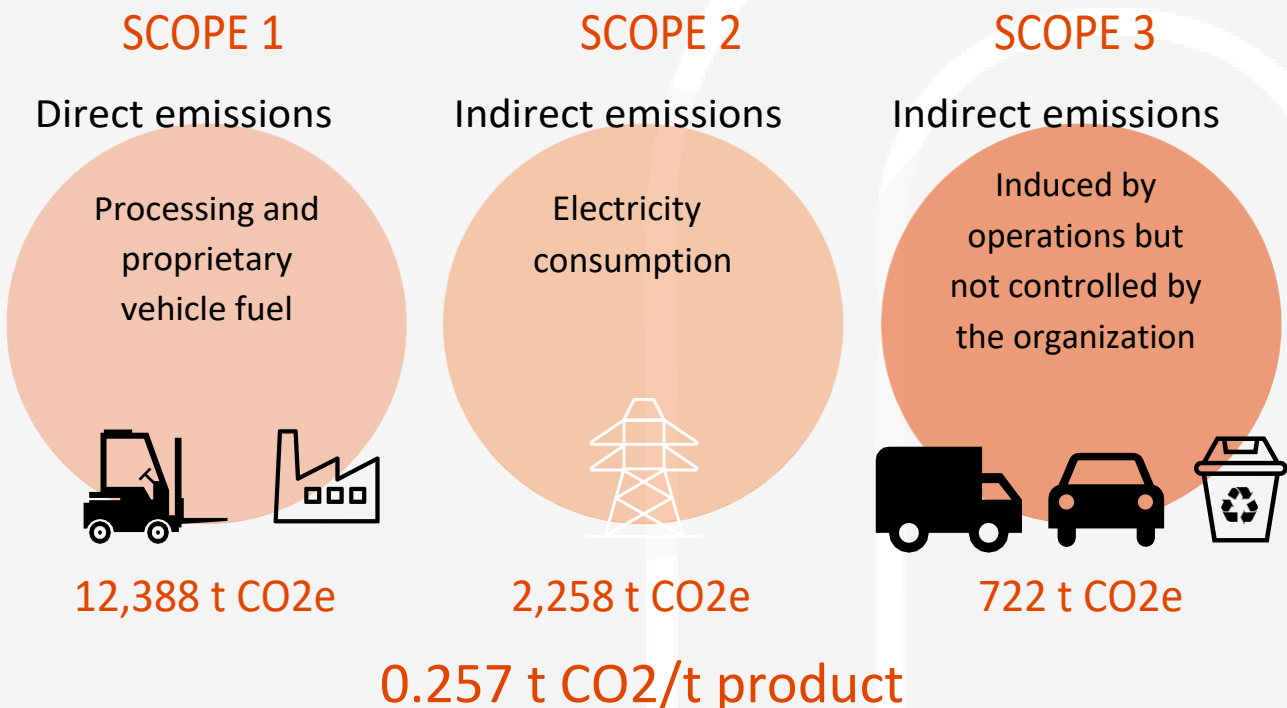 SCOPE 1
Direct emissions
Processing and
proprietary
vehicle fuel
12,388 t CO2e
SCOPE 2
Indirect emissions
Electricity
consumption
2,258 t CO2e
SCOPE 3
Indirect emissions
Induced by
operations but
not controlled by
the organization
722 t CO2e
0.257 t CO2/t product